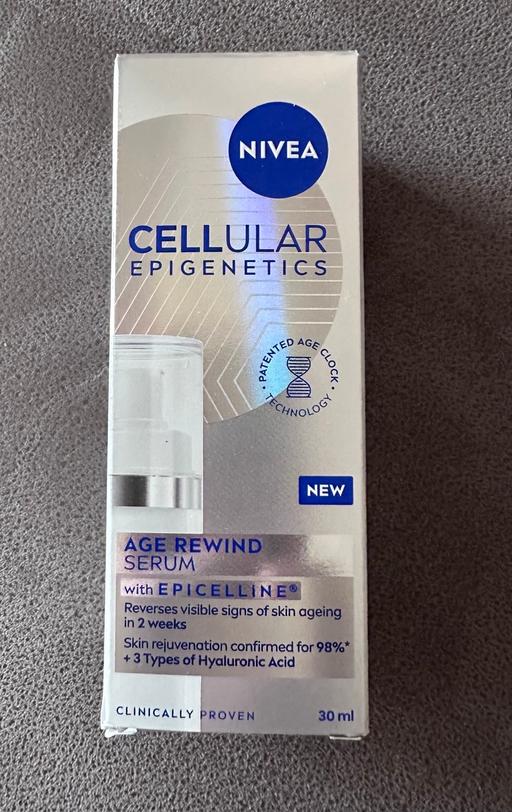 NIVEA
CELLULAR
EPIGENETICS
• PATENTED AGE CLOCK •
TECHNOLOGY
NEW
AGE REWIND
SERUM
with EPICELLINE®
Reverses visible signs of skin ageing
in 2 weeks
Skin rejuvenation confirmed for 98%*
+ 3 Types of Hyaluronic Acid
CLINICALLY PROVEN
30 ml